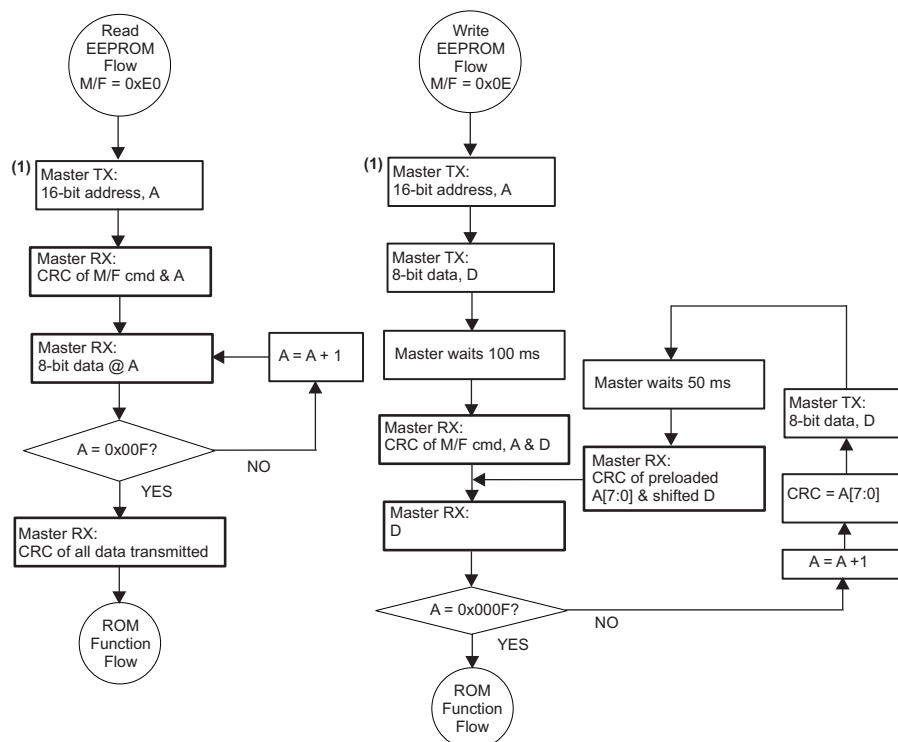 Read
EEPROM
Flow
M/F = 0xE0
(1)
Master TX:
16-bit address, A
Master RX:
CRC of M/F cmd & A
Master RX:
8-bit data @ A
A = A + 1
A = 0x00F?
NO
YES
Master RX:
CRC of all data transmitted
ROM
Function
Flow
Write
EEPROM
Flow
M/F = 0x0E
(1)
Master TX:
16-bit address, A
Master TX:
8-bit data, D
Master waits 100 ms
Master RX:
CRC of M/F cmd, A & D
Master RX:
D
A = 0x000F?
NO
YES
ROM
Function
Flow
Master waits 50 ms
Master RX:
CRC of preloaded
A[7:0] & shifted D
Master TX:
8-bit data, D
CRC = A[7:0]
A = A +1